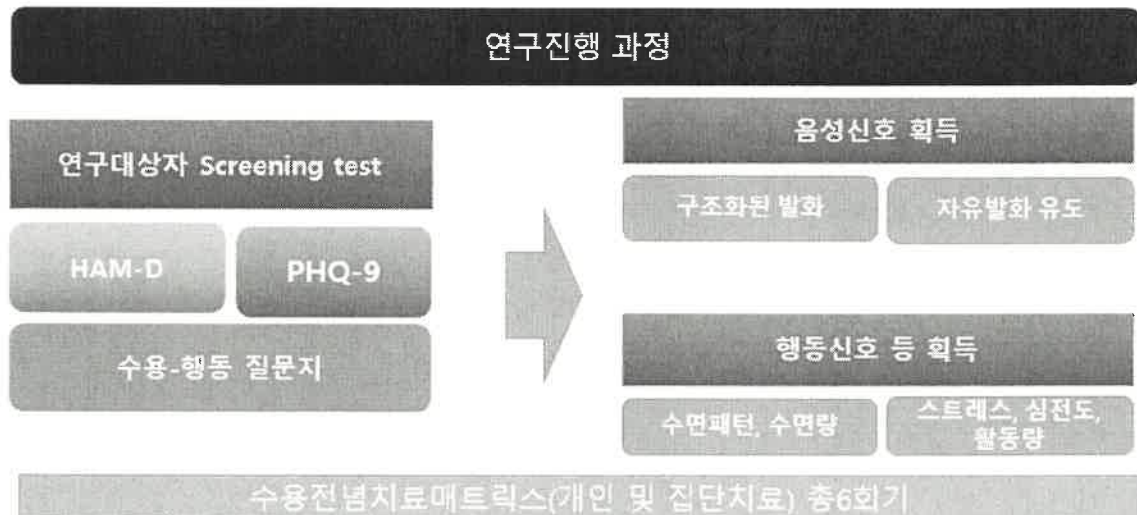 연구진행 과정
연구대상자 Screening test
HAM-D
PHQ-9
수용-행동 질문지
음성신호 획득
구조화된 발화
자유발화 유도
행동신호 등 획득
수면패턴, 수면량
스트레스, 심전도,
활동량
수용전념치료매트릭스(개인 및 집단치료) 총6회기